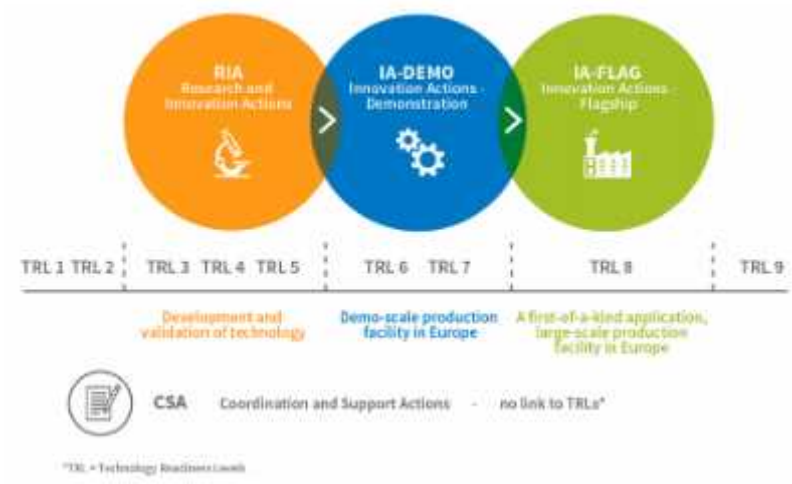 RIA
Research and
Innovation Actions
IA-DEMO
Innovation Actions -
Demonstration
IA-FLAG
Innovation Actions -
Flagship
TRL 1 TRL 2 TRL 3 TRL 4 TRL 5 TRL 6 TRL 7 TRL 8 TRL 9
Development and
validation of technology
Demo-scale production
facility in Europe
A first-of-a-kind application,
large-scale production
facility in Europe
CSA Coordination and Support Actions - no link to TRLs*
*TRL = Technology Readiness Levels